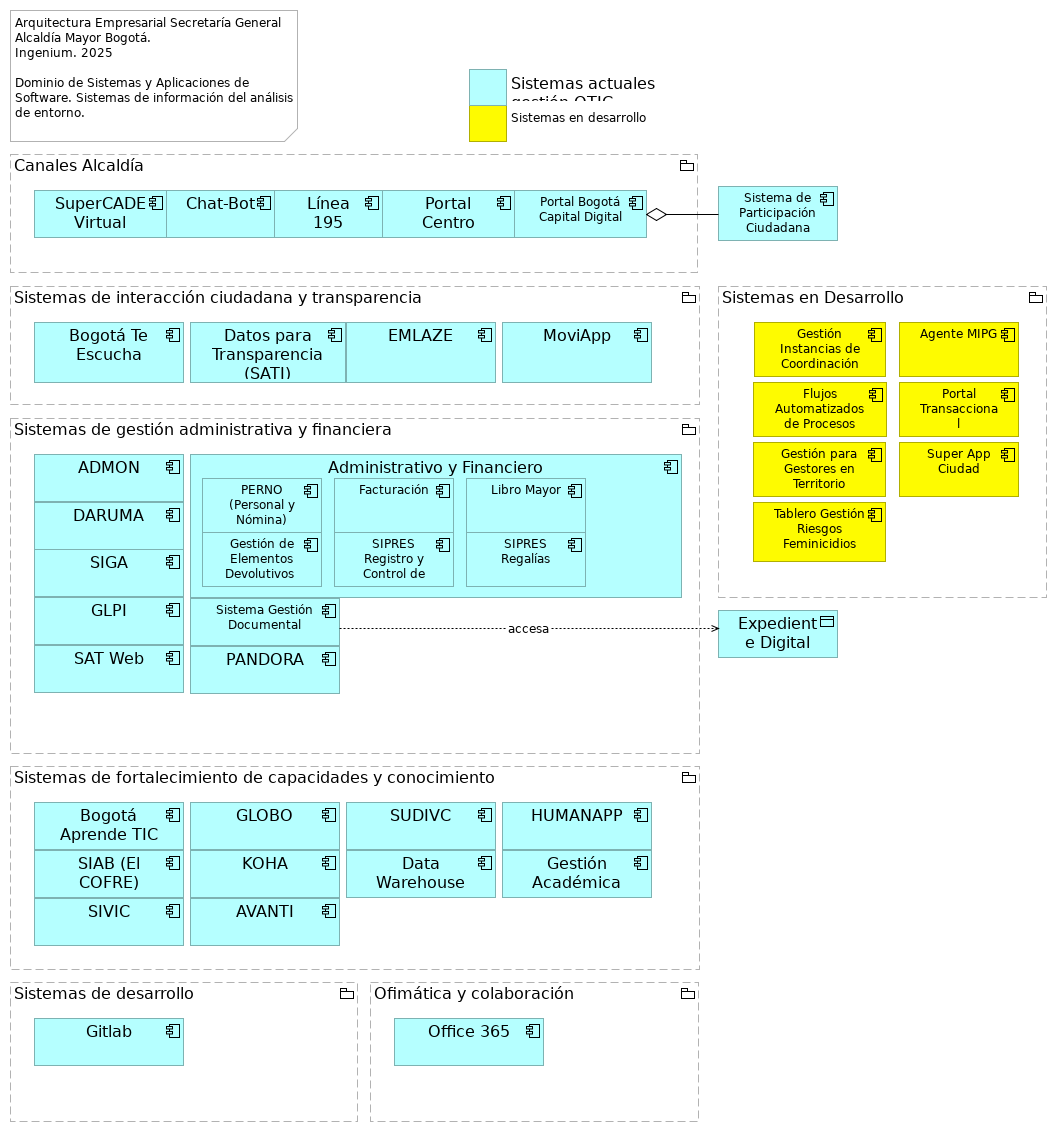 Arquitectura Empresarial Secretaría General
Alcaldía Mayor Bogotá.
Ingenium. 2025
Dominio de Sistemas y Aplicaciones de
Software. Sistemas de información del análisis
de entorno.
Sistemas actuales
gestión OTIC
Sistemas en desarrollo
Canales Alcaldía
SuperCADE
Virtual
Chat-Bot
Línea
195
Portal
Centro
Portal Bogotá
Capital Digital
Sistema de
Participación
Ciudadana
Sistemas de interacción ciudadana y transparencia
Bogotá Te
Escucha
Datos para
Transparencia
(SATI)
EMLAZE
MoviApp
Sistemas en Desarrollo
Gestión
Instancias de
Coordinación
Agente MIPG
Flujos
Automatizados
de Procesos
Portal
Transacciona
l
Gestión para
Gestores en
Territorio
Super App
Ciudad
Tablero Gestión
Riesgos
Feminicidios
Sistemas de gestión administrativa y financiera
ADMON
DARUMA
SIGA
GLPI
SAT Web
Administrativo y Financiero
PERNO
(Personal y
Nómina)
Facturación
Libro Mayor
Gestión de
Elementos
Devolutivos
SIPRES
Registro y
Control de
SIPRES
Regalías
Sistema Gestión
Documental
PANDORA
accesa
Expedient
e Digital
Sistemas de fortalecimiento de capacidades y conocimiento
Bogotá
Aprende TIC
GLOBO
SUDIVC
HUMANAPP
SIAB (El
COFRE)
KOHA
Data
Warehouse
Gestión
Académica
SIVIC
AVANTI
Sistemas de desarrollo
Gitlab
Ofimática y colaboración
Office 365